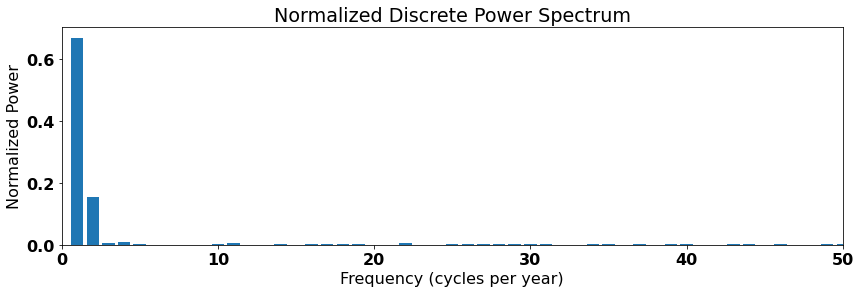 Normalized Discrete Power Spectrum
Normalized Power
0.6
0.4
0.2
0.0
0 10 20 30 40 50
Frequency (cycles per year)